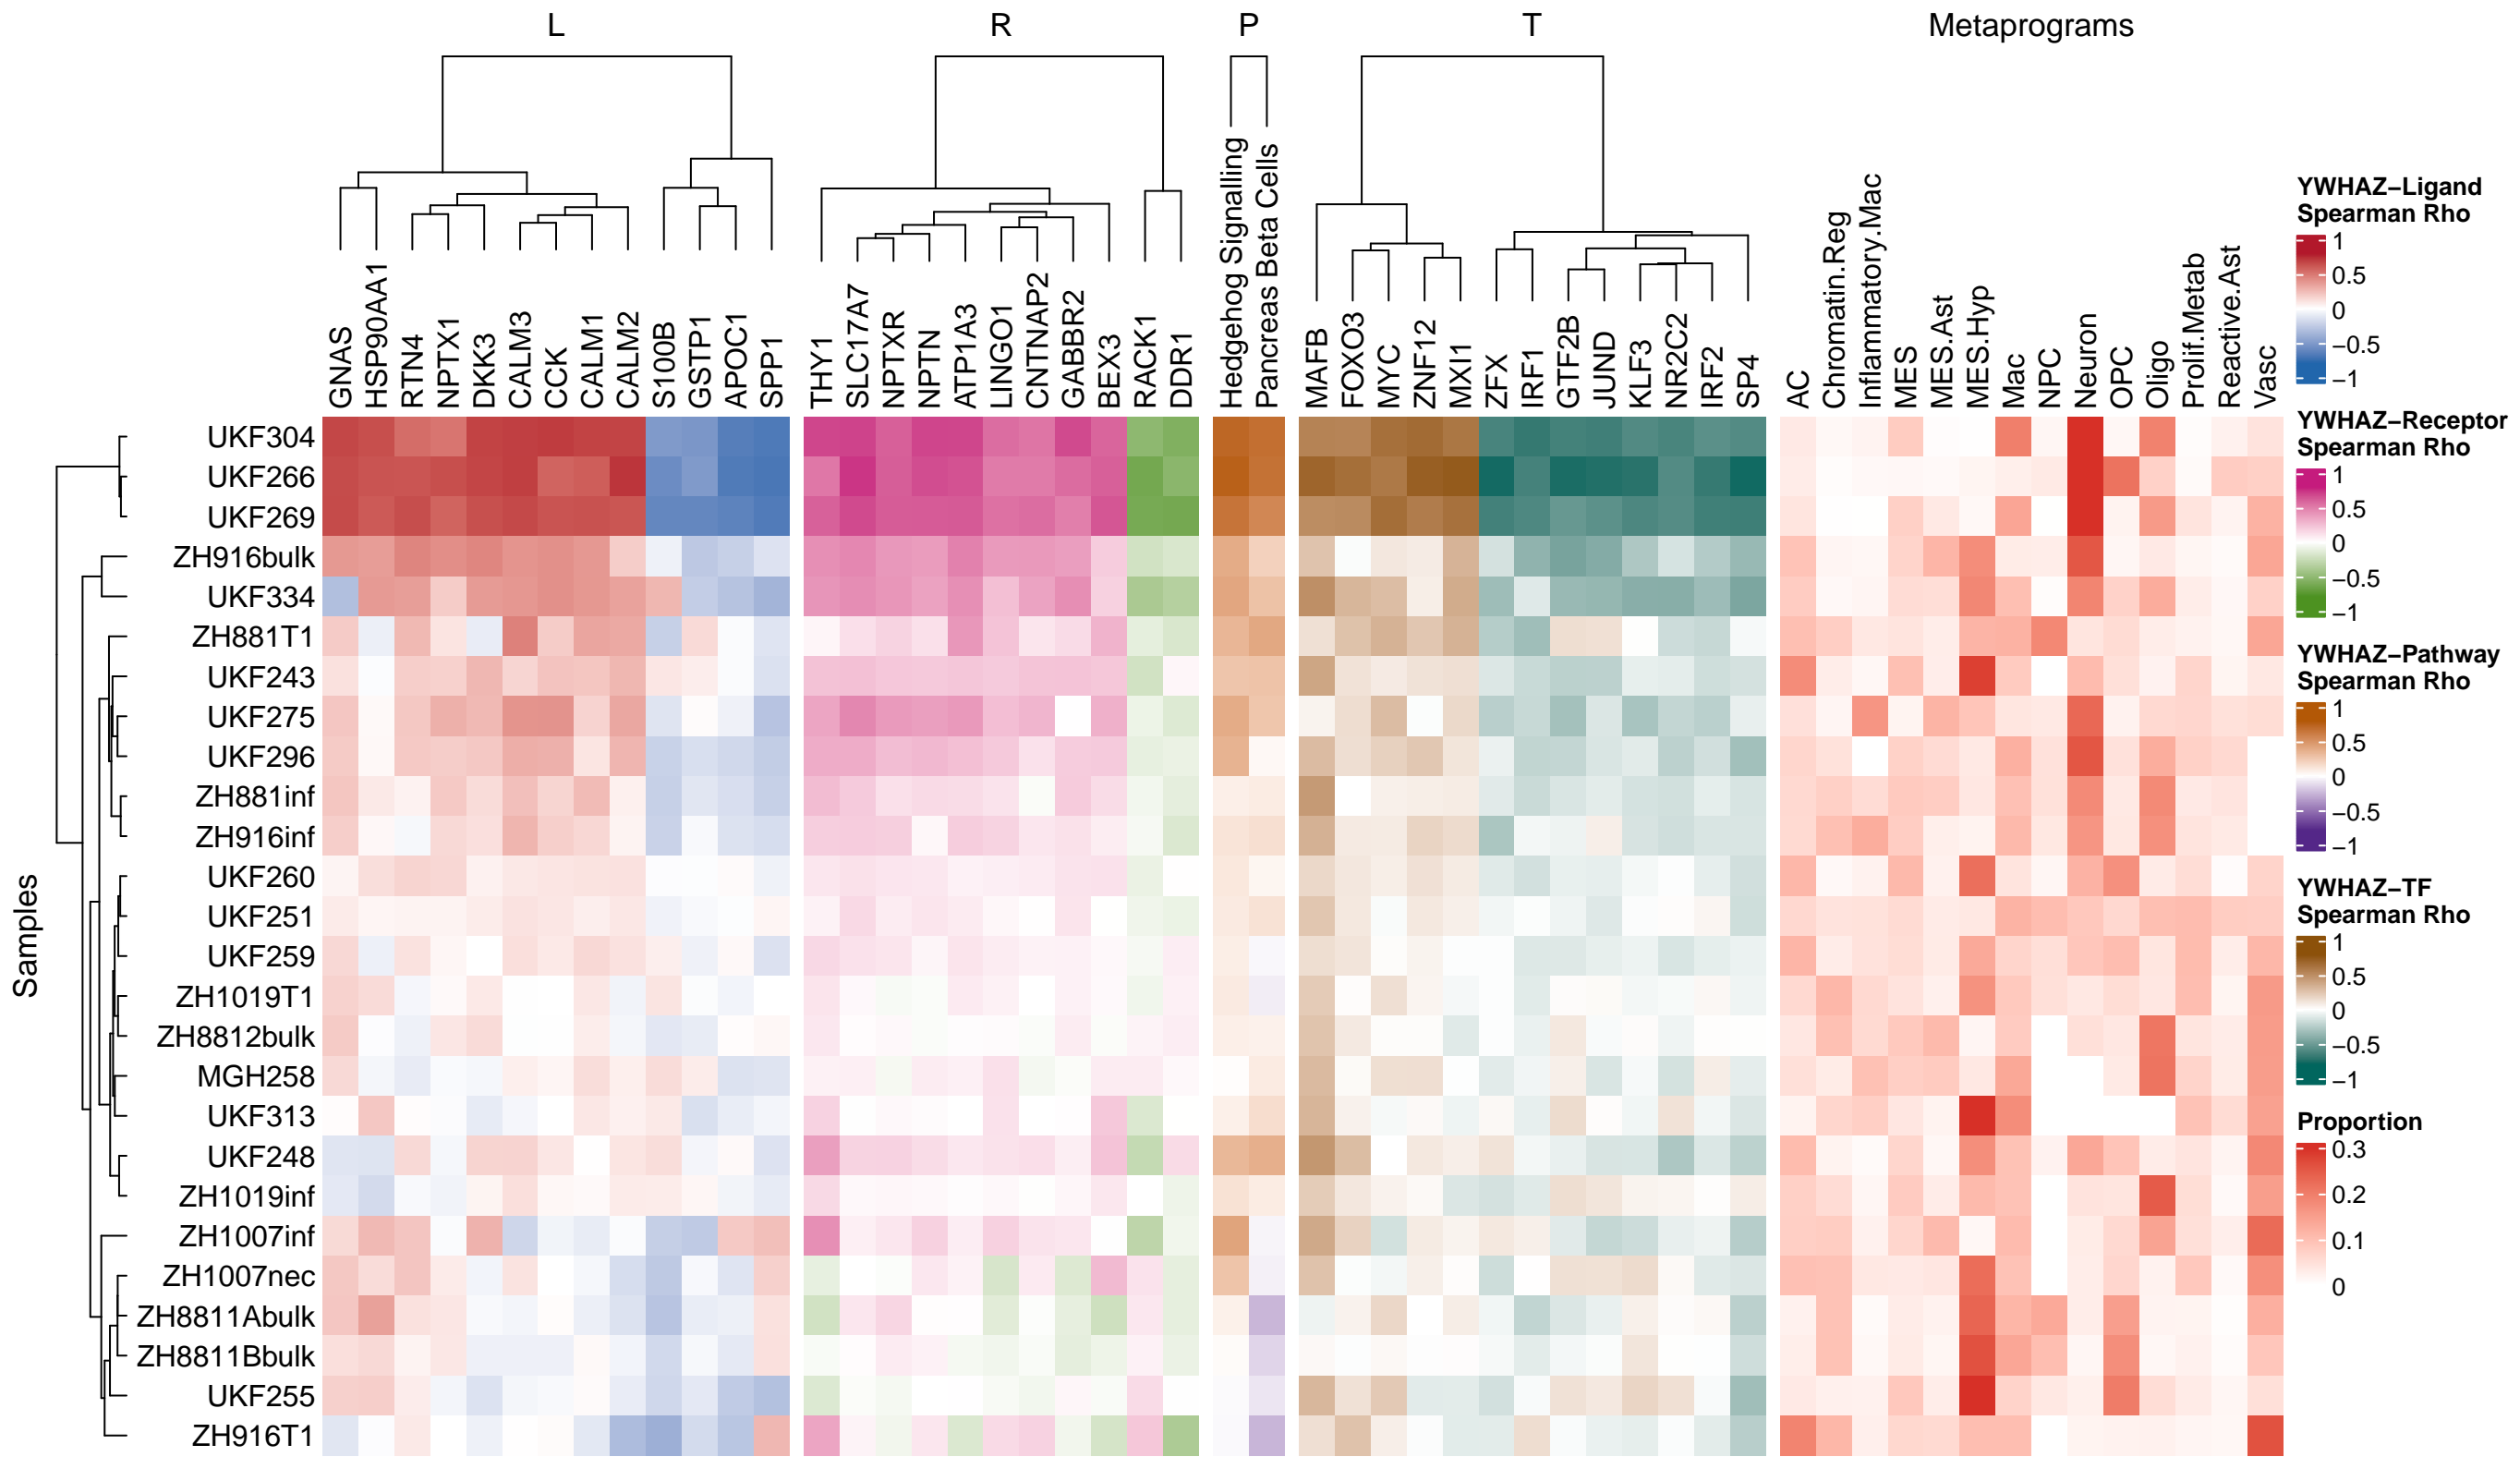 L R P T Metaprograms
GNAS HSP90AA1 RTN4 NPTX1 DKK3 CALM3 CCK CALM1 CALM2 S100B GSTP1 APOC1 SPP1
THY1 SLC17A7 NPTXR NPTN ATP1A3 LINGO1 CNTNAP2 GABBR2 BEX3 RACK1 DDR1
Hedgehog Signalling
Pancreas Beta Cells
MAFB FOXO3 MYC ZNF12 MXI1 ZFX IRF1 GTF2B JUND KLF3 NR2C2 IRF2 SP4
AC Chromatin.Reg Inflammatory.Mac MES MES.Ast MES.Hyp Mac NPC Neuron OPC Oligo Prolif.Metab Reactive.Ast Vasc
Samples
UKF304
UKF266
UKF269
ZH916bulk
UKF334
ZH881T1
UKF243
UKF275
UKF296
ZH881inf
ZH916inf
UKF260
UKF251
UKF259
ZH1019T1
ZH8812bulk
MGH258
UKF313
UKF248
ZH1019inf
ZH1007inf
ZH1007nec
ZH8811Abulk
ZH8811Bbulk
UKF255
ZH916T1
YWHAZ−Ligand
Spearman Rho
1
0.5
0
−0.5
−1
YWHAZ−Receptor
Spearman Rho
1
0.5
0
−0.5
−1
YWHAZ−Pathway
Spearman Rho
1
0.5
0
−0.5
−1
YWHAZ−TF
Spearman Rho
1
0.5
0
−0.5
−1
Proportion
0.3
0.2
0.1
0